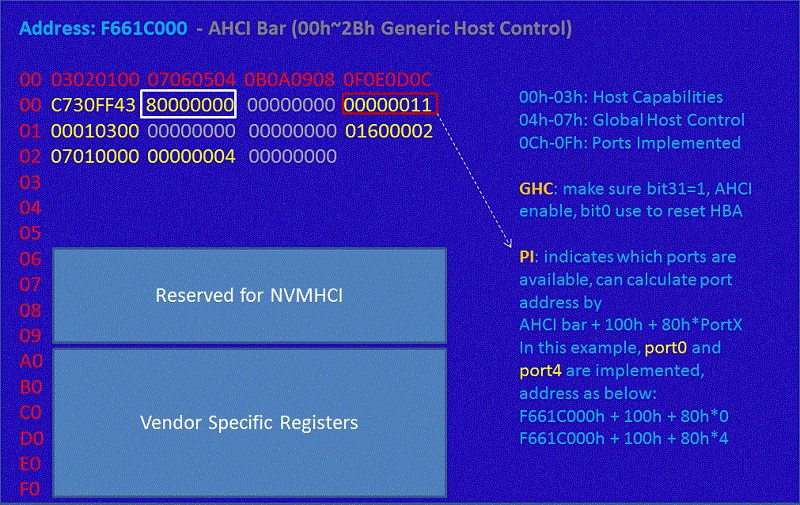 Address: F661C000 - AHCI Bar (00h~2Bh Generic Host Control)
00 03020100 07060504 0B0A0908 0F0E0D0C
00 C730FF43 80000000 00000000 00000011
01 00010300 00000000 00000000 01600002
02 07010000 00000004 00000000
03
04
05
06
07
08
09
A0
B0
C0
D0
E0
F0
Reserved for NVMHCI
Vendor Specific Registers
00h-03h: Host Capabilities
04h-07h: Global Host Control
0Ch-0Fh: Ports Implemented
GHC: make sure bit31=1, AHCI
enable, bit0 use to reset HBA
PI: indicates which ports are
available, can calculate port
address by
AHCI bar + 100h + 80h*PortX
In this example, port0 and
port4 are implemented,
address as below:
F661C000h + 100h + 80h*0
F661C000h + 100h + 80h*4